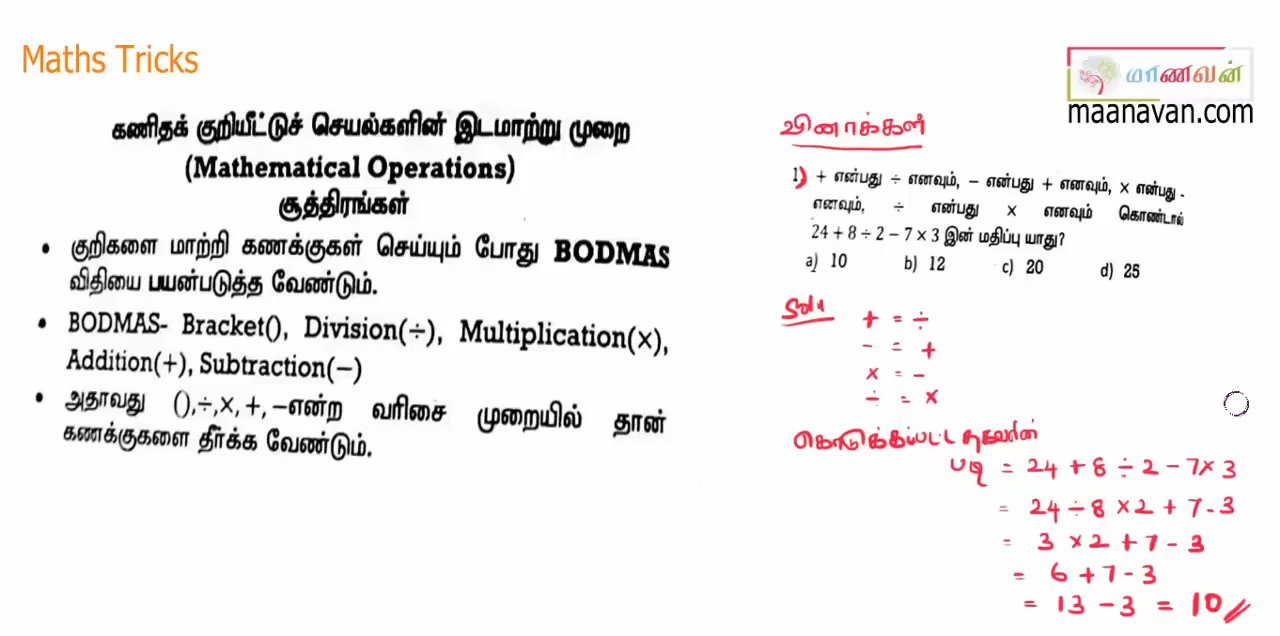 Maths Tricks
மாணவன்
maanavan.com
கணிதக் குறியீட்டுச் செயல்களின் இடமாற்று முறை
(Mathematical Operations)
சூத்திரங்கள்
• குறிகளை மாற்றி கணக்குகள் செய்யும் போது BODMAS
விதியை பயன்படுத்த வேண்டும்.
• BODMAS- Bracket(), Division(÷), Multiplication(×),
Addition(+), Subtraction(−)
• அதாவது (),÷,×, +, −என்ற வரிசை முறையில் தான்
கணக்குகளை தீர்க்க வேண்டும்.
வினாக்கள்
1) + என்பது ÷ எனவும், − என்பது + எனவும், × என்பது -
எனவும், ÷ என்பது × எனவும் கொண்டால்
24 + 8 ÷ 2 − 7 × 3 இன் மதிப்பு யாது?
a) 10 b) 12 c) 20 d) 25
Soln
+ = ÷
- = +
× = -
÷ = ×
கொடுக்கப்பட்ட தகவலின்
படி = 24 + 8 ÷ 2 − 7 × 3
= 24 ÷ 8 × 2 + 7 - 3
= 3 × 2 + 7 - 3
= 6 + 7 - 3
= 13 - 3 = 10